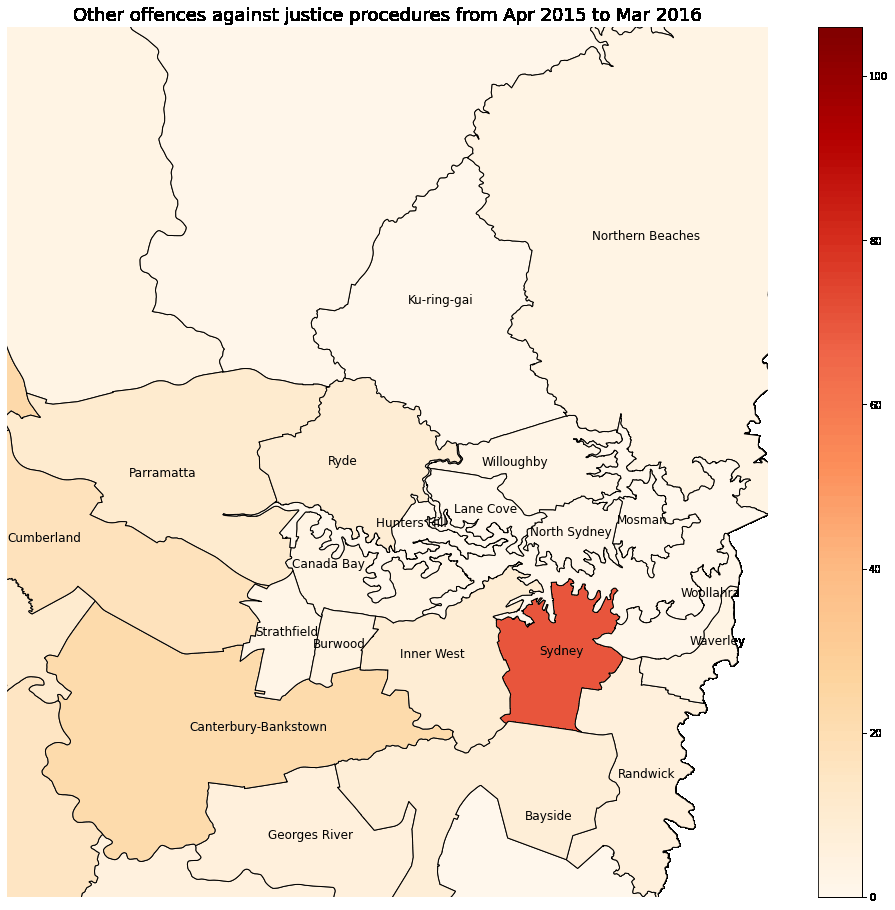 Other offences against justice procedures from Apr 2015 to Mar 2016
100
80
Northern Beaches
Ku-ring-gai
60
Ryde
Willoughby
Parramatta
Lane Cove
Mosman
Hunters Hill
North Sydney
Cumberland
Canada Bay
40
Woollahra
Strathfield
Waverley
Burwood
Sydney
Inner West
Canterbury-Bankstown
20
Randwick
Bayside
Georges River
0